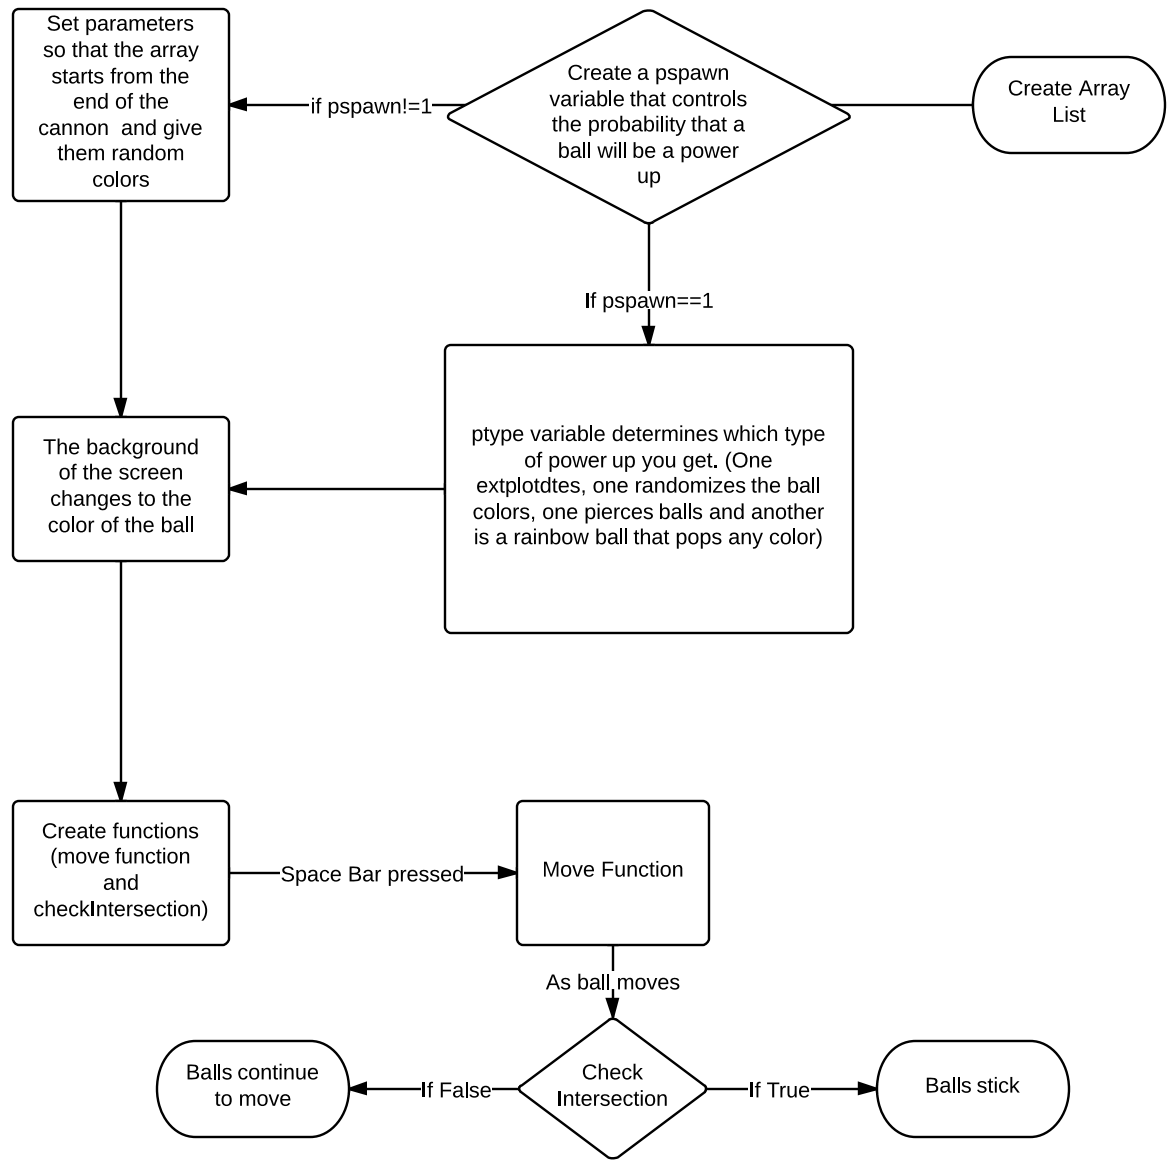 Set parameters
so that the array
starts from the
end of the
cannon and give
them random
colors
if pspawn!=1
Create a pspawn
variable that controls
the probability that a
ball will be a power
up
Create Array
List
If pspawn==1
ptype variable determines which type
of power up you get. (One
extplotdtes, one randomizes the ball
colors, one pierces balls and another
is a rainbow ball that pops any color)
The background
of the screen
changes to the
color of the ball
Create functions
(move function
and
checkIntersection)
Space Bar pressed
Move Function
As ball moves
Check
Intersection
If False
Balls continue
to move
If True
Balls stick